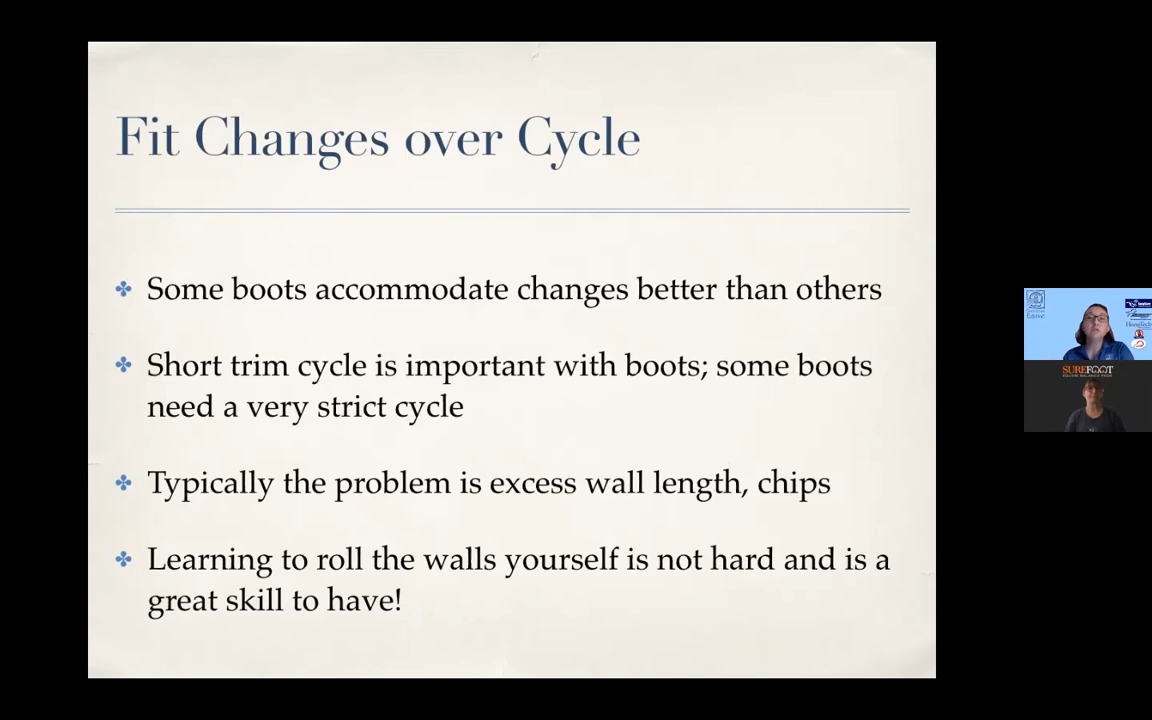 Fit Changes over Cycle
Some boots accommodate changes better than others
Short trim cycle is important with boots; some boots
need a very strict cycle
Typically the problem is excess wall length, chips
Learning to roll the walls yourself is not hard and is a
great skill to have!
SUREFOOT